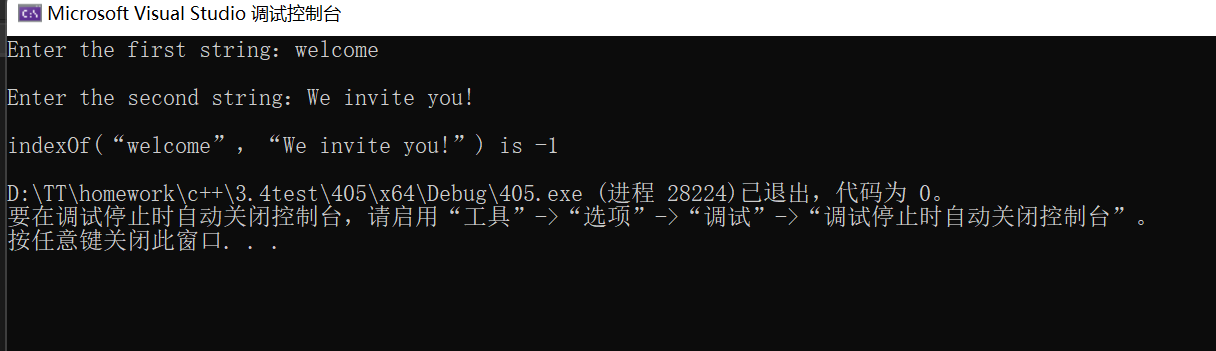 Microsoft Visual Studio 调试控制台
Enter the first string: welcome
Enter the second string: We invite you!
indexOf(“welcome”, “We invite you!”) is -1
D:\TT\homework\c++\3.4test\405\x64\Debug\405.exe (进程 28224)已退出，代码为 0。
要在调试停止时自动关闭控制台，请启用“工具”->“选项”->“调试”->“调试停止时自动关闭控制台”。
按任意键关闭此窗口. . .